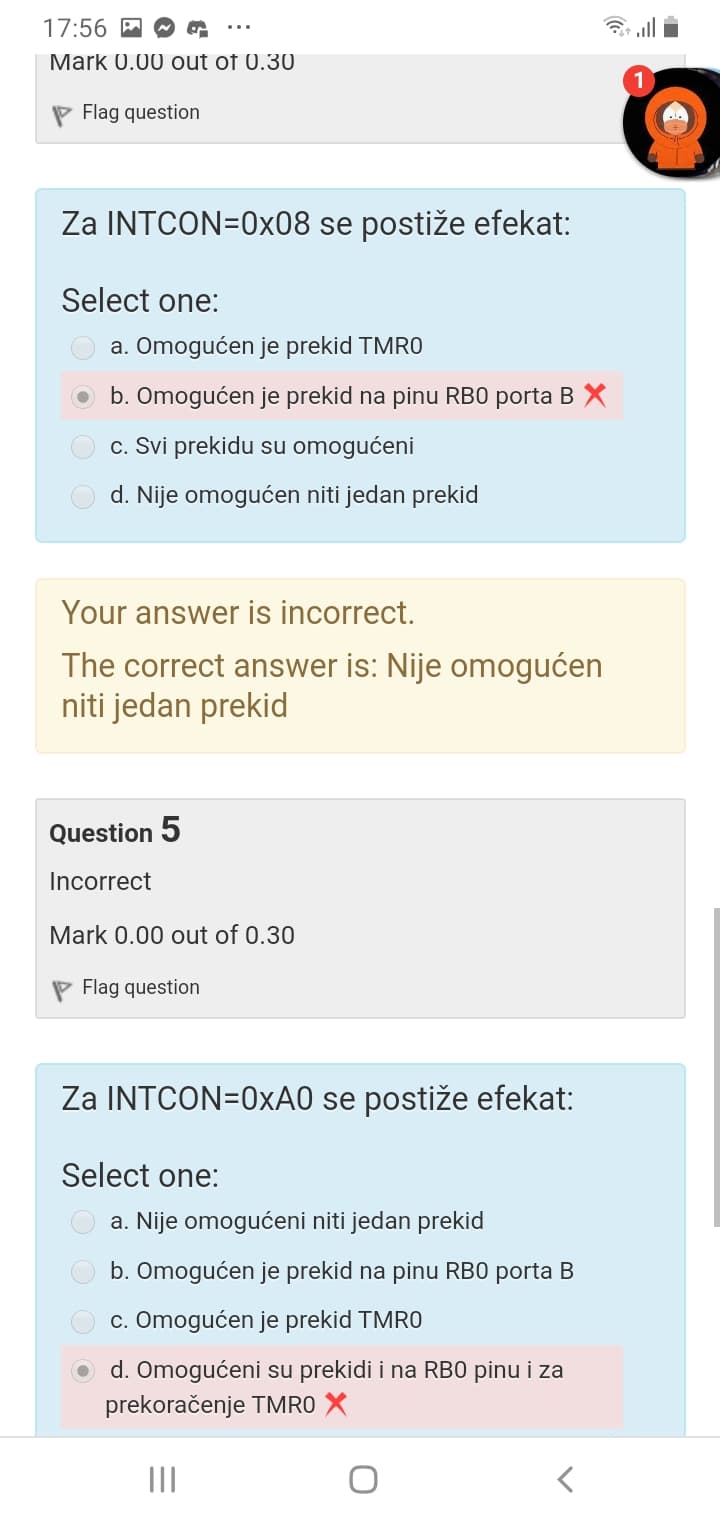 17:56
Mark 0.00 out of 0.30
1
Flag question
Za INTCON=0x08 se postiže efekat:
Select one:
a. Omogućen je prekid TMR0
b. Omogućen je prekid na pinu RB0 porta B
c. Svi prekidu su omogućeni
d. Nije omogućen niti jedan prekid
Your answer is incorrect.
The correct answer is: Nije omogućen
niti jedan prekid
Question 5
Incorrect
Mark 0.00 out of 0.30
Flag question
Za INTCON=0xA0 se postiže efekat:
Select one:
a. Nije omogućeni niti jedan prekid
b. Omogućen je prekid na pinu RB0 porta B
c. Omogućen je prekid TMR0
d. Omogućeni su prekidi i na RB0 pinu i za
prekoračenje TMR0